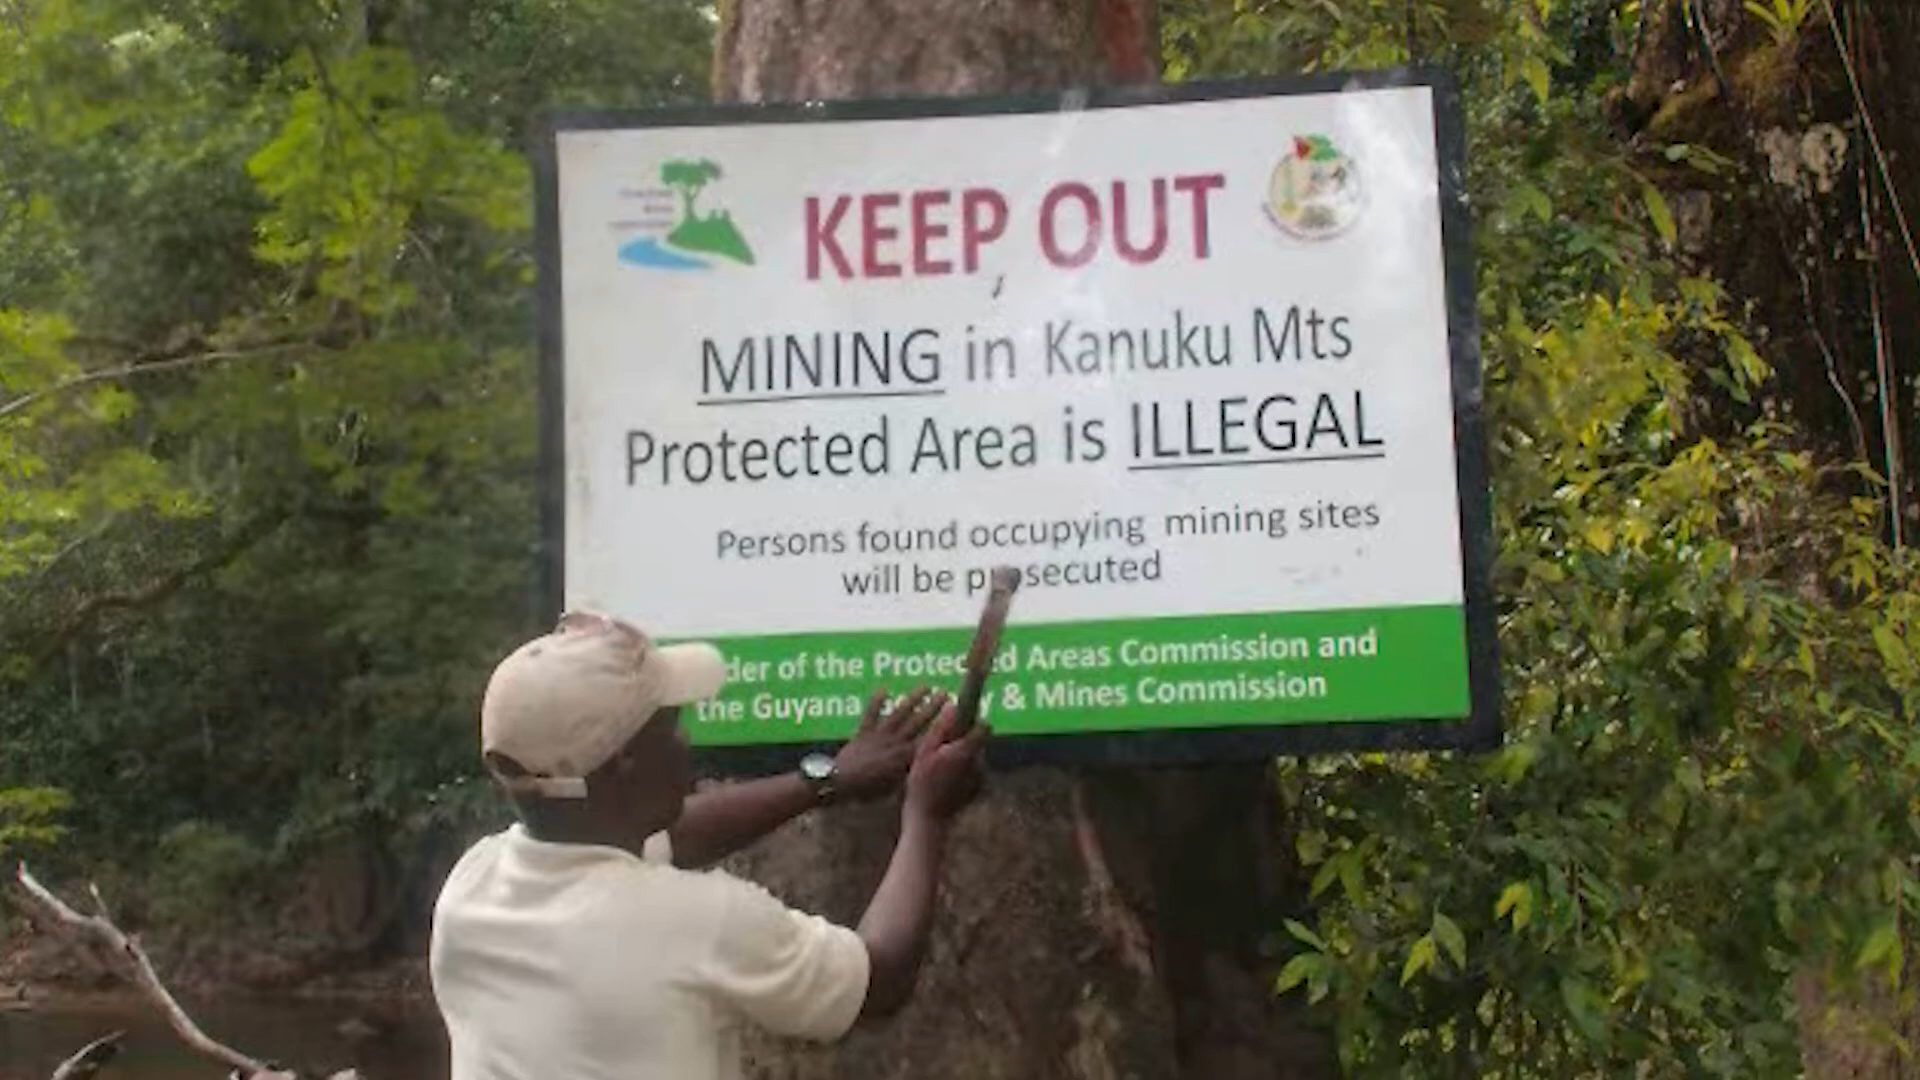 KEEP OUT
MINING in Kanuku Mts
Protected Area is ILLEGAL
Persons found occupying mining sites
will be prosecuted
der of the Protected Areas Commission and
the Guyana Geology & Mines Commission